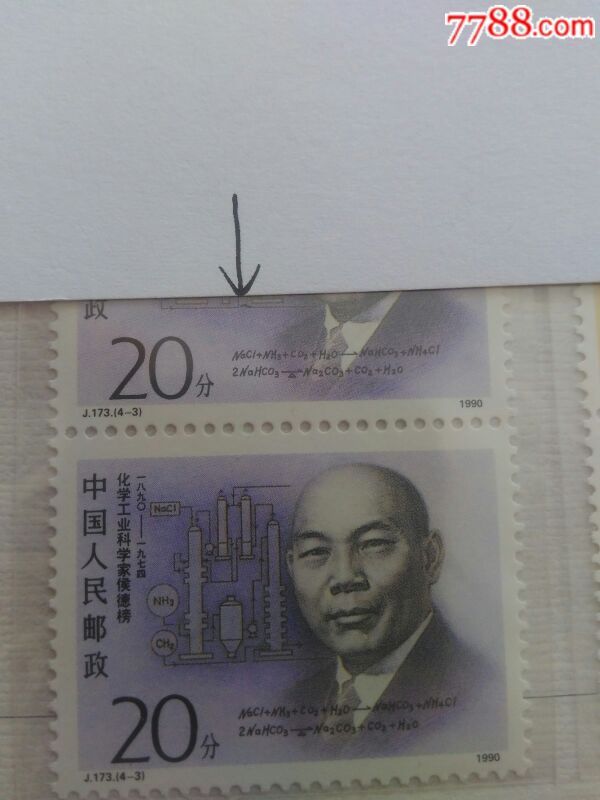 7788.com
政
20分
NaCl+NH₃+CO₂+H₂O→NaHCO₃+NH₄Cl
2NaHCO₃→Na₂CO₃+CO₂+H₂O
J.173.(4-3)
1990
中国人民邮政
化学工业科学家侯德榜
一八九〇——一九七四
NaCl
NH₃
CH₂
20分
NaCl+NH₃+CO₂+H₂O→NaHCO₃+NH₄Cl
2NaHCO₃→Na₂CO₃+CO₂+H₂O
J.173.(4-3)
1990